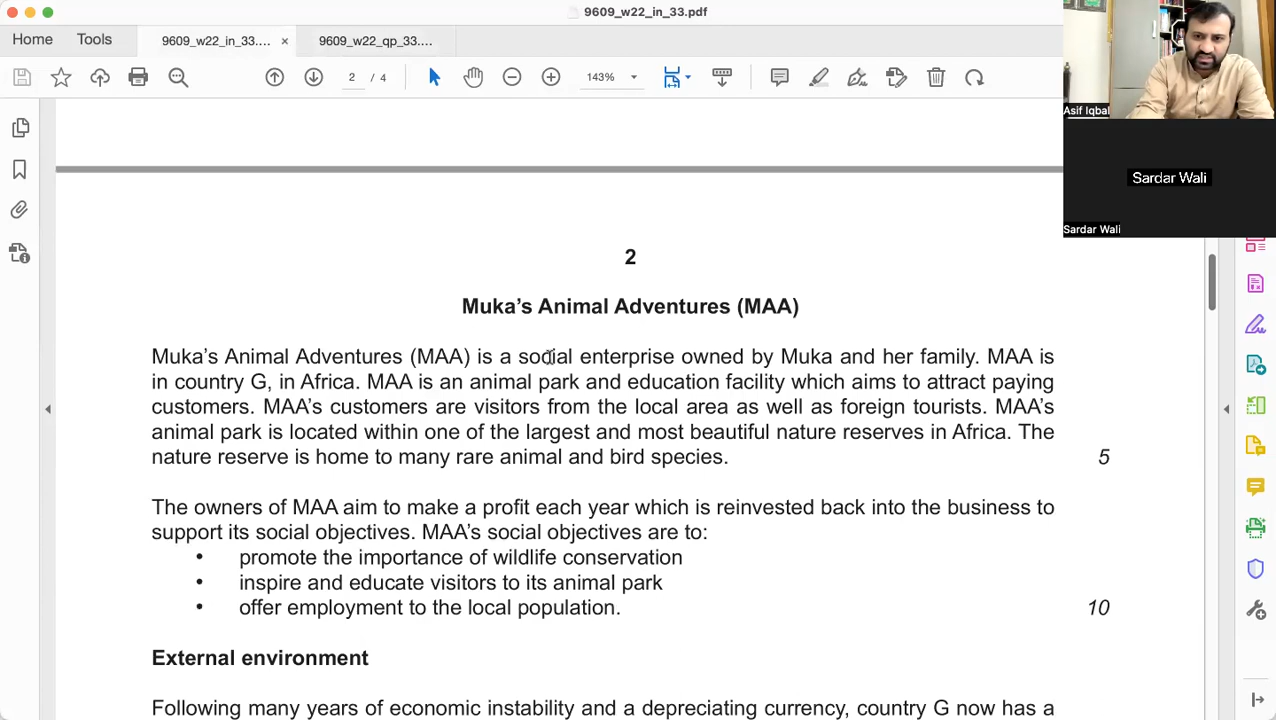 9609_w22_in_33.pdf
Home
Tools
9609_w22_in_33....
×
9609_w22_qp_33....
2
/ 4
143%
Asif Iqbal
Sardar Wali
Sardar Wali
2
Muka's Animal Adventures (MAA)
Muka's Animal Adventures (MAA) is a social enterprise owned by Muka and her family. MAA is
in country G, in Africa. MAA is an animal park and education facility which aims to attract paying
customers. MAA's customers are visitors from the local area as well as foreign tourists. MAA's
animal park is located within one of the largest and most beautiful nature reserves in Africa. The
nature reserve is home to many rare animal and bird species. 5
The owners of MAA aim to make a profit each year which is reinvested back into the business to
support its social objectives. MAA's social objectives are to:
• promote the importance of wildlife conservation
• inspire and educate visitors to its animal park
• offer employment to the local population. 10
External environment
Following many years of economic instability and a depreciating currency, country G now has a